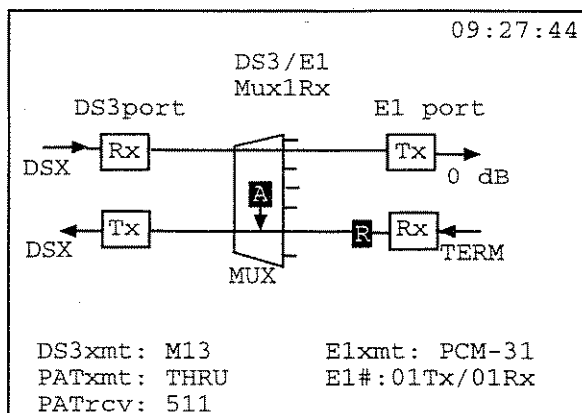 09:27:44
DS3/E1
Mux1Rx
DS3port
E1 port
Rx
Tx
DSX
0 dB
A
Tx
R
Rx
DSX
TERM
MUX
DS3xmt: M13
E1xmt: PCM-31
PATxmt: THRU
E1#:01Tx/01Rx
PATrcv: 511